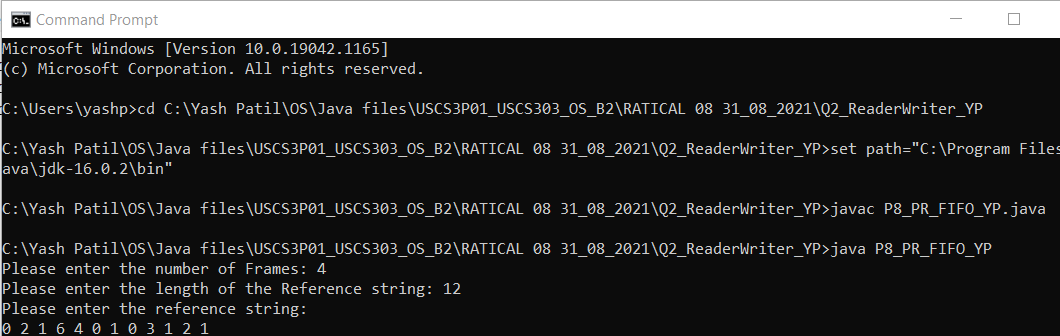 Command Prompt
Microsoft Windows [Version 10.0.19042.1165]
(c) Microsoft Corporation. All rights reserved.
C:\Users\yashp>cd C:\Yash Patil\OS\Java files\USCS3P01_USCS303_OS_B2\RATICAL 08 31_08_2021\Q2_ReaderWriter_YP
C:\Yash Patil\OS\Java files\USCS3P01_USCS303_OS_B2\RATICAL 08 31_08_2021\Q2_ReaderWriter_YP>set path="C:\Program Files
ava\jdk-16.0.2\bin"
C:\Yash Patil\OS\Java files\USCS3P01_USCS303_OS_B2\RATICAL 08 31_08_2021\Q2_ReaderWriter_YP>javac P8_PR_FIFO_YP.java
C:\Yash Patil\OS\Java files\USCS3P01_USCS303_OS_B2\RATICAL 08 31_08_2021\Q2_ReaderWriter_YP>java P8_PR_FIFO_YP
Please enter the number of Frames: 4
Please enter the length of the Reference string: 12
Please enter the reference string:
0 2 1 6 4 0 1 0 3 1 2 1